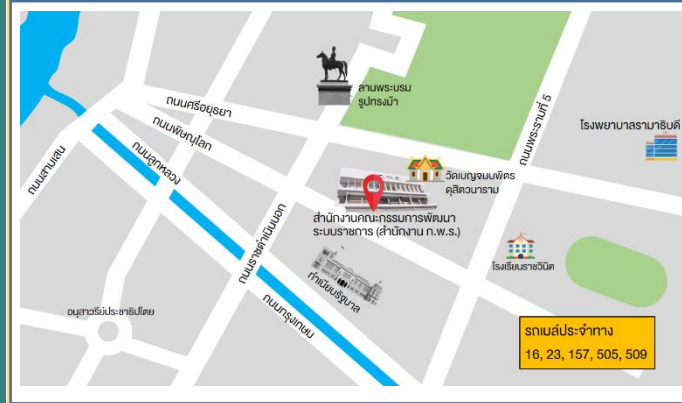 ลานพระบรม
รูปทรงม้า
ถนนศรีอยุธยา
ถนนพิษณุโลก
ถนนพระรามที่ 5
โรงพยาบาลรามาธิบดี
ถนนสามเสน
ถนนลูกหลวง
วัดเบญจมบพิตร
ดุสิตวนาราม
สำนักงานคณะกรรมการพัฒนา
ระบบราชการ (สำนักงาน ก.พ.ร.)
ถนนราชดำเนินนอก
โรงเรียนราชวินิต
ทำเนียบรัฐบาล
ถนนกรุงเกษม
อนุสาวรีย์ประชาธิปไตย
รถเมล์ประจำทาง
16, 23, 157, 505, 509